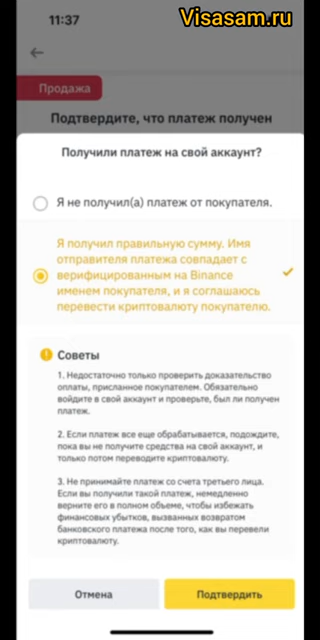 11:37
Visasam.ru
Продажа
Подтвердите, что платеж получен
Получили платеж на свой аккаунт?
Я не получил(а) платеж от покупателя.
Я получил правильную сумму. Имя
отправителя платежа совпадает с
верифицированным на Binance
именем покупателя, и я соглашаюсь
перевести криптовалюту покупателю.
Советы
1. Недостаточно только проверить доказательство
оплаты, присланное покупателем. Обязательно
войдите в свой аккаунт и проверьте, был ли получен
платеж.
2. Если платеж все еще обрабатывается, подождите,
пока вы не получите средства на свой аккаунт, и
только потом переводите криптовалюту.
3. Не принимайте платеж со счета третьего лица.
Если вы получили такой платеж, немедленно
верните его в полном объеме, чтобы избежать
финансовых убытков, вызванных возвратом
банковского платежа после того, как вы перевели
криптовалюту.
Отмена
Подтвердить